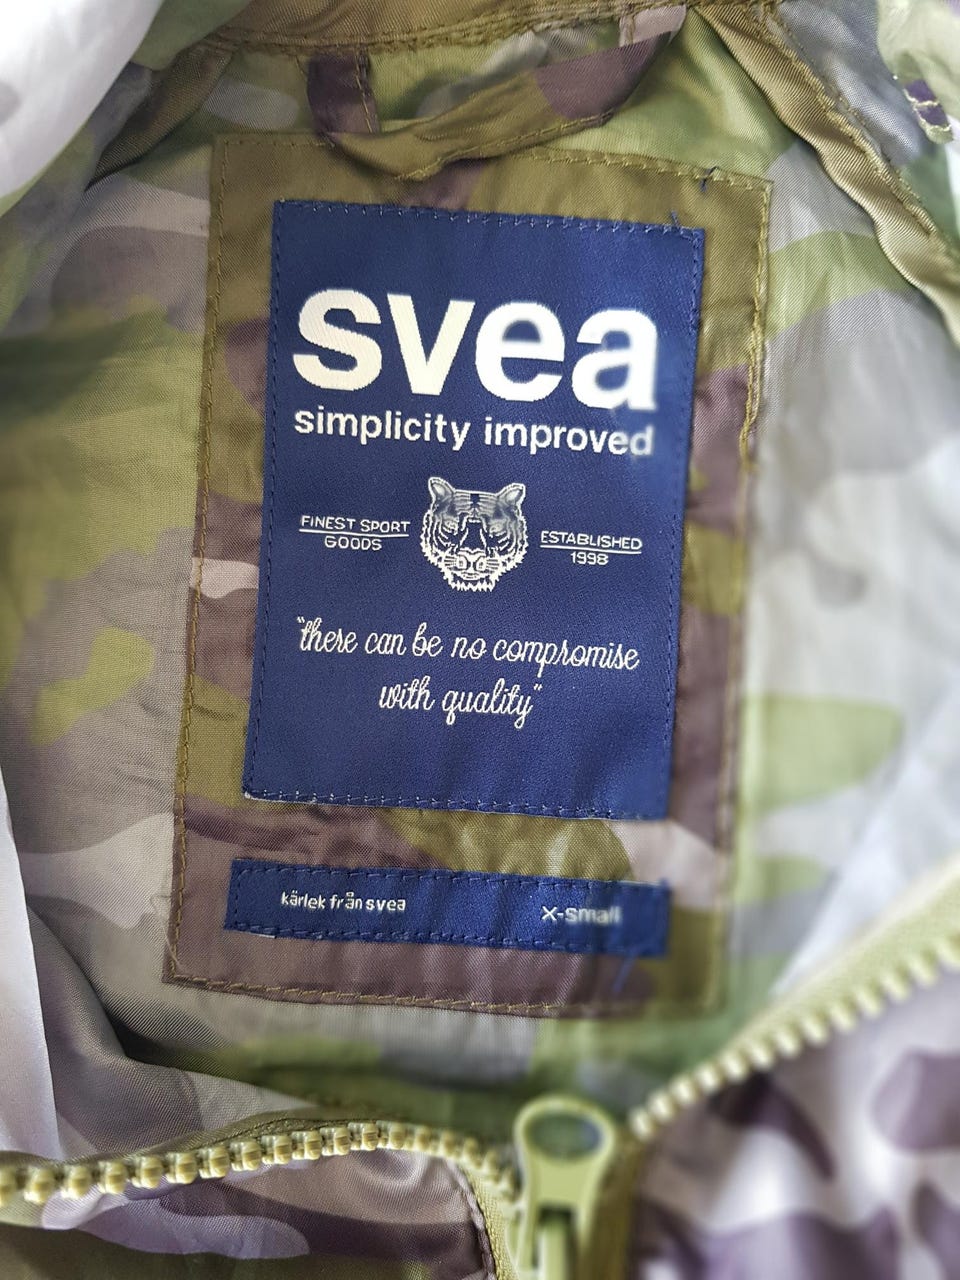 svea
simplicity improved
FINEST SPORT
GOODS
ESTABLISHED
1998
"there can be no compromise
with quality"
kärlek från svea
x-small